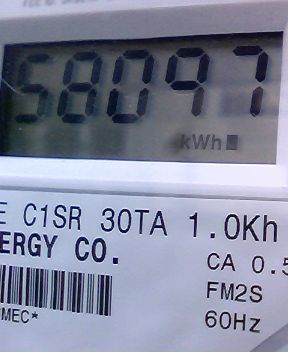 58097
kWh
E C1SR 30TA 1.0Kh
ERGY CO.
CA 0.5
FM2S
MEC*
60Hz